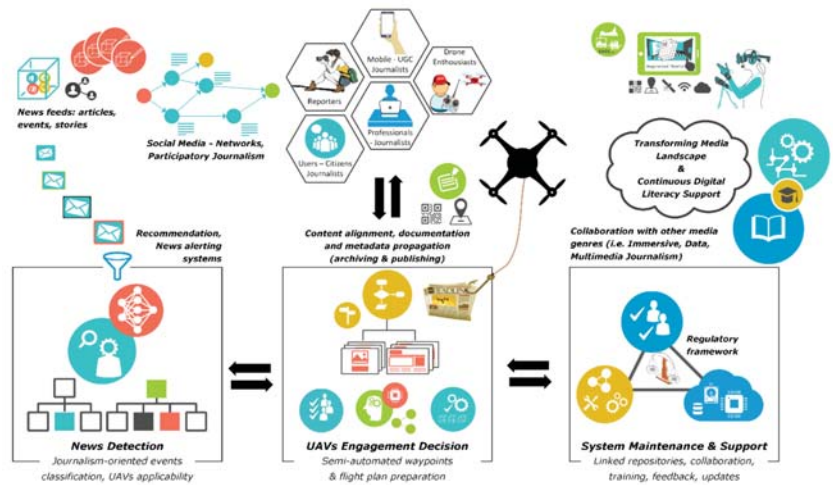 News feeds: articles,
events, stories
Social Media - Networks,
Participatory Journalism
Reporters
Mobile - UGC
Journalists
Drone
Enthusiasts
Professionals
- Journalists
Users – Citizens
Journalists
Transforming Media
Landscape
&
Continuous Digital
Literacy Support
Recommendation,
News alerting
systems
Content alignment, documentation
and metadata propagation
(archiving & publishing)
Collaboration with other media
genres (i.e. Immersive, Data,
Multimedia Journalism)
Regulatory
framework
News Detection
Journalism-oriented events
classification, UAVs applicability
UAVs Engagement Decision
Semi-automated waypoints
& flight plan preparation
System Maintenance & Support
Linked repositories, collaboration,
training, feedback, updates